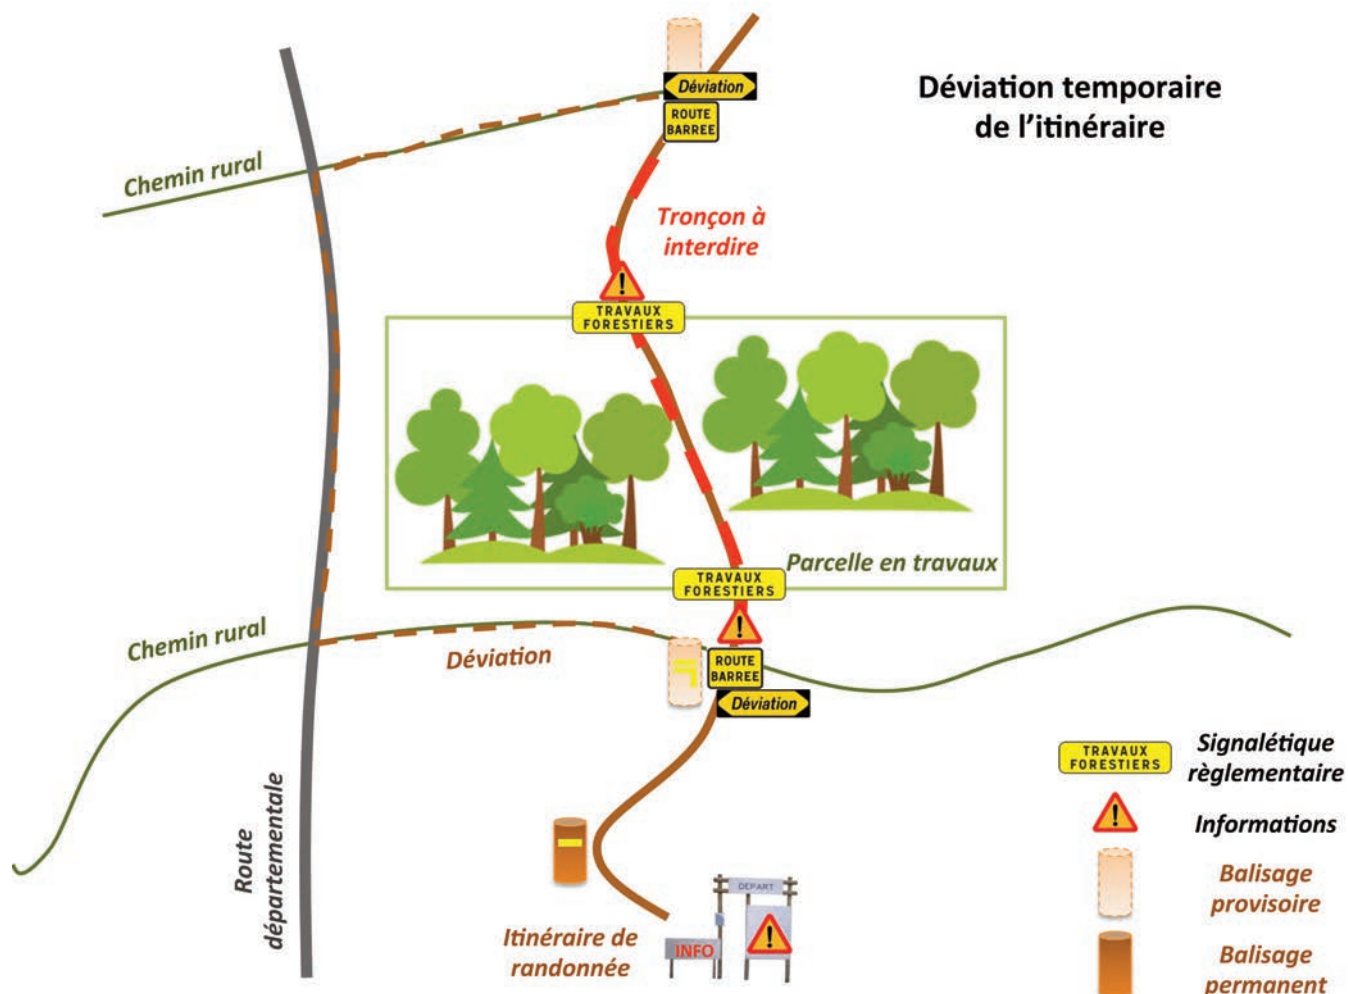 Déviation temporaire
de l'itinéraire
Déviation
ROUTE
BARREE
Chemin rural
Tronçon à
interdire
TRAVAUX
FORESTIERS
Parcelle en travaux
TRAVAUX
FORESTIERS
Chemin rural
Déviation
ROUTE
BARREE
Déviation
Route
départementale
DEPART
INFO
Itinéraire de
randonnée
TRAVAUX
FORESTIERS
Signalétique
règlementaire
Informations
Balisage
provisoire
Balisage
permanent